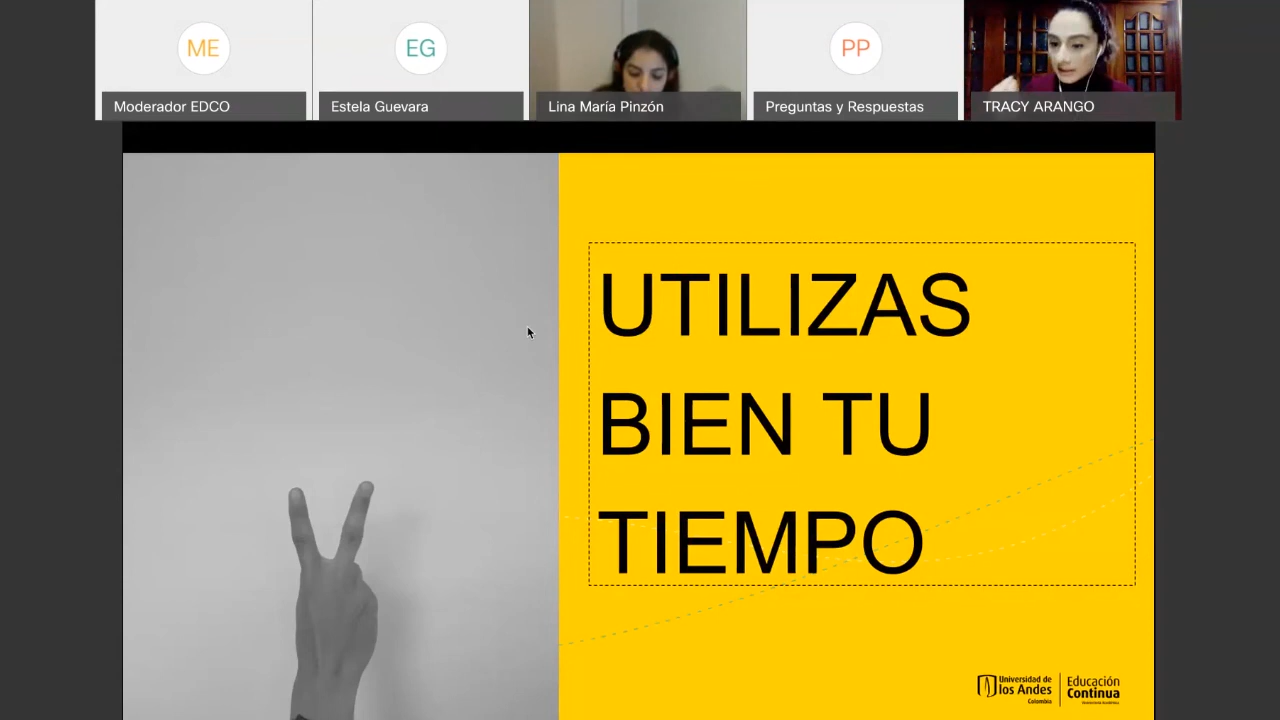 ME
EG
PP
Moderador EDCO
Estela Guevara
Lina María Pinzón
Preguntas y Respuestas
TRACY ARANGO
UTILIZAS
BIEN TU
TIEMPO
Universidad de
los Andes
Colombia
Educación
Continua